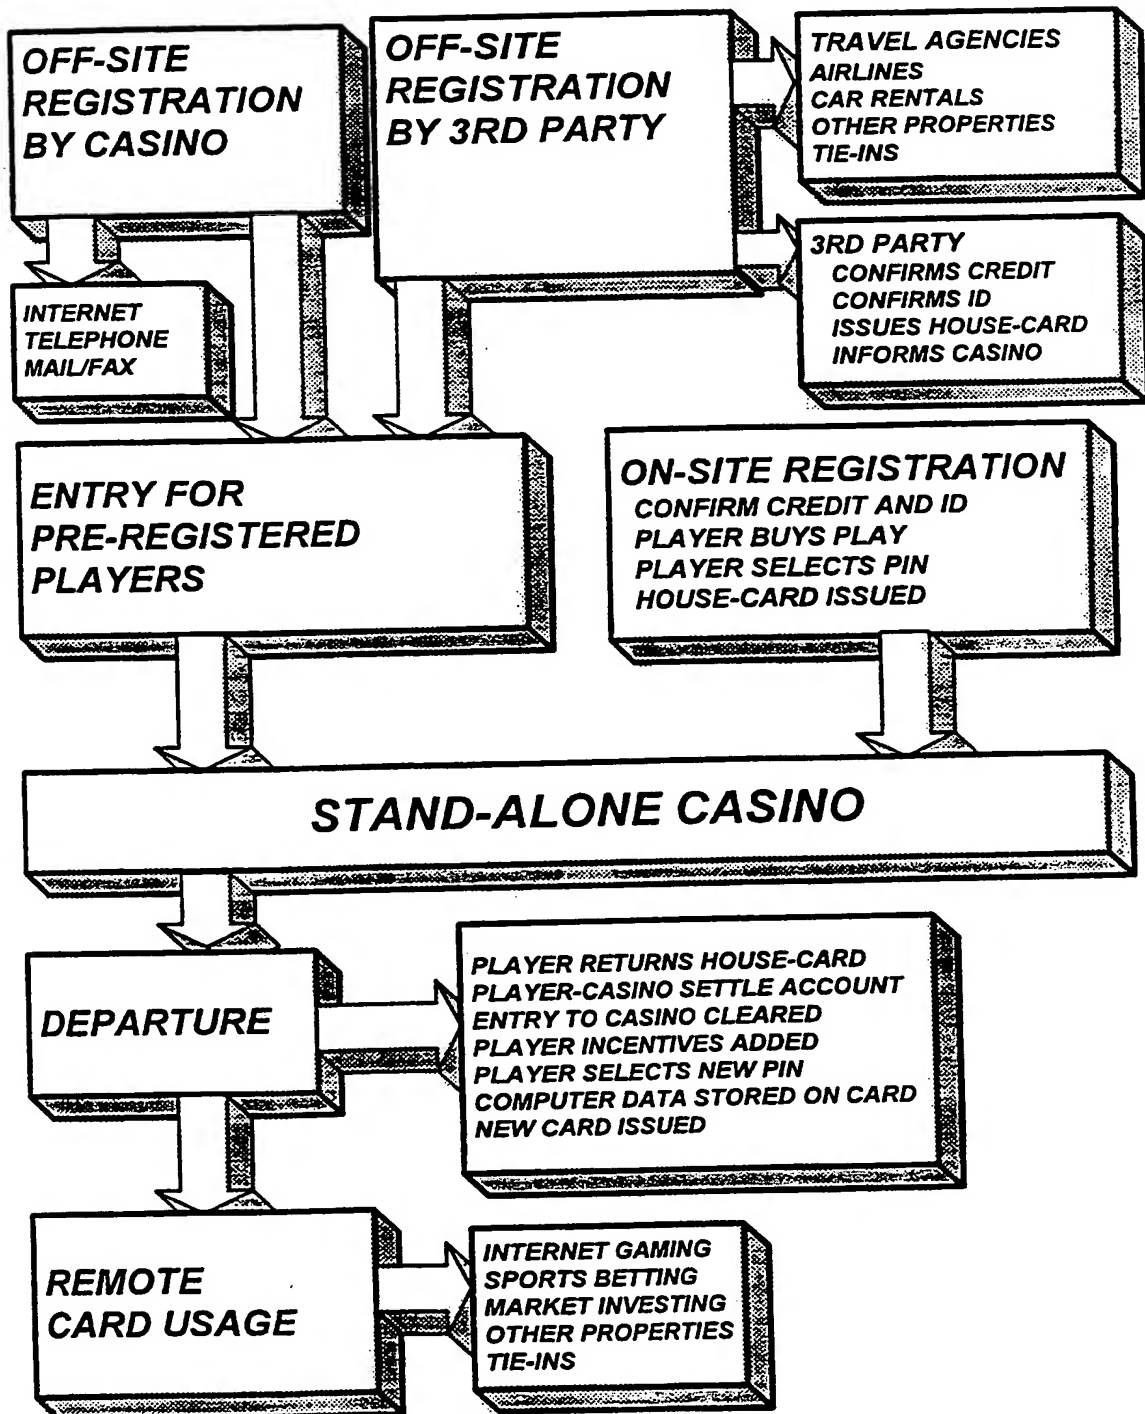 OFF-SITE
REGISTRATION
BY CASINO
OFF-SITE
REGISTRATION
BY 3RD PARTY
TRAVEL AGENCIES
AIRLINES
CAR RENTALS
OTHER PROPERTIES
TIE-INS
3RD PARTY
CONFIRMS CREDIT
CONFIRMS ID
ISSUES HOUSE-CARD
INFORMS CASINO
INTERNET
TELEPHONE
MAIL/FAX
ENTRY FOR
PRE-REGISTERED
PLAYERS
ON-SITE REGISTRATION
CONFIRM CREDIT AND ID
PLAYER BUYS PLAY
PLAYER SELECTS PIN
HOUSE-CARD ISSUED
STAND-ALONE CASINO
DEPARTURE
PLAYER RETURNS HOUSE-CARD
PLAYER-CASINO SETTLE ACCOUNT
ENTRY TO CASINO CLEARED
PLAYER INCENTIVES ADDED
PLAYER SELECTS NEW PIN
COMPUTER DATA STORED ON CARD
NEW CARD ISSUED
REMOTE
CARD USAGE
INTERNET GAMING
SPORTS BETTING
MARKET INVESTING
OTHER PROPERTIES
TIE-INS